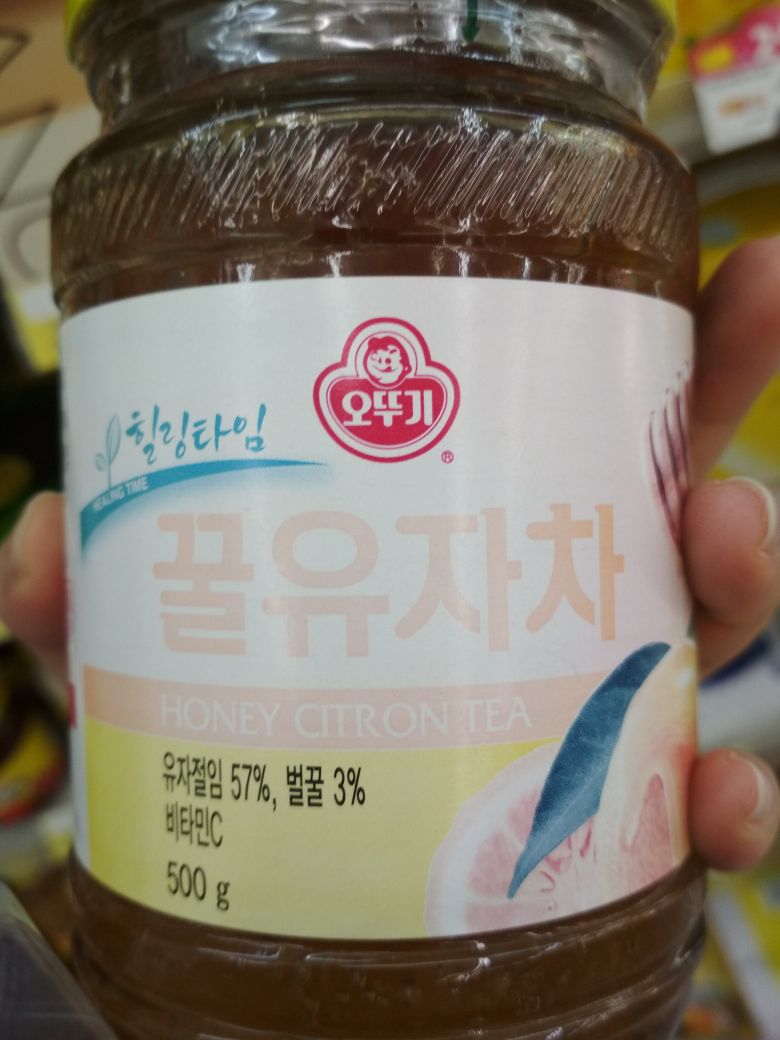 오뚜기
®
힐링타임
HEALING TIME
꿀유자차
HONEY CITRON TEA
유자절임 57%, 벌꿀 3%
비타민C
500 g